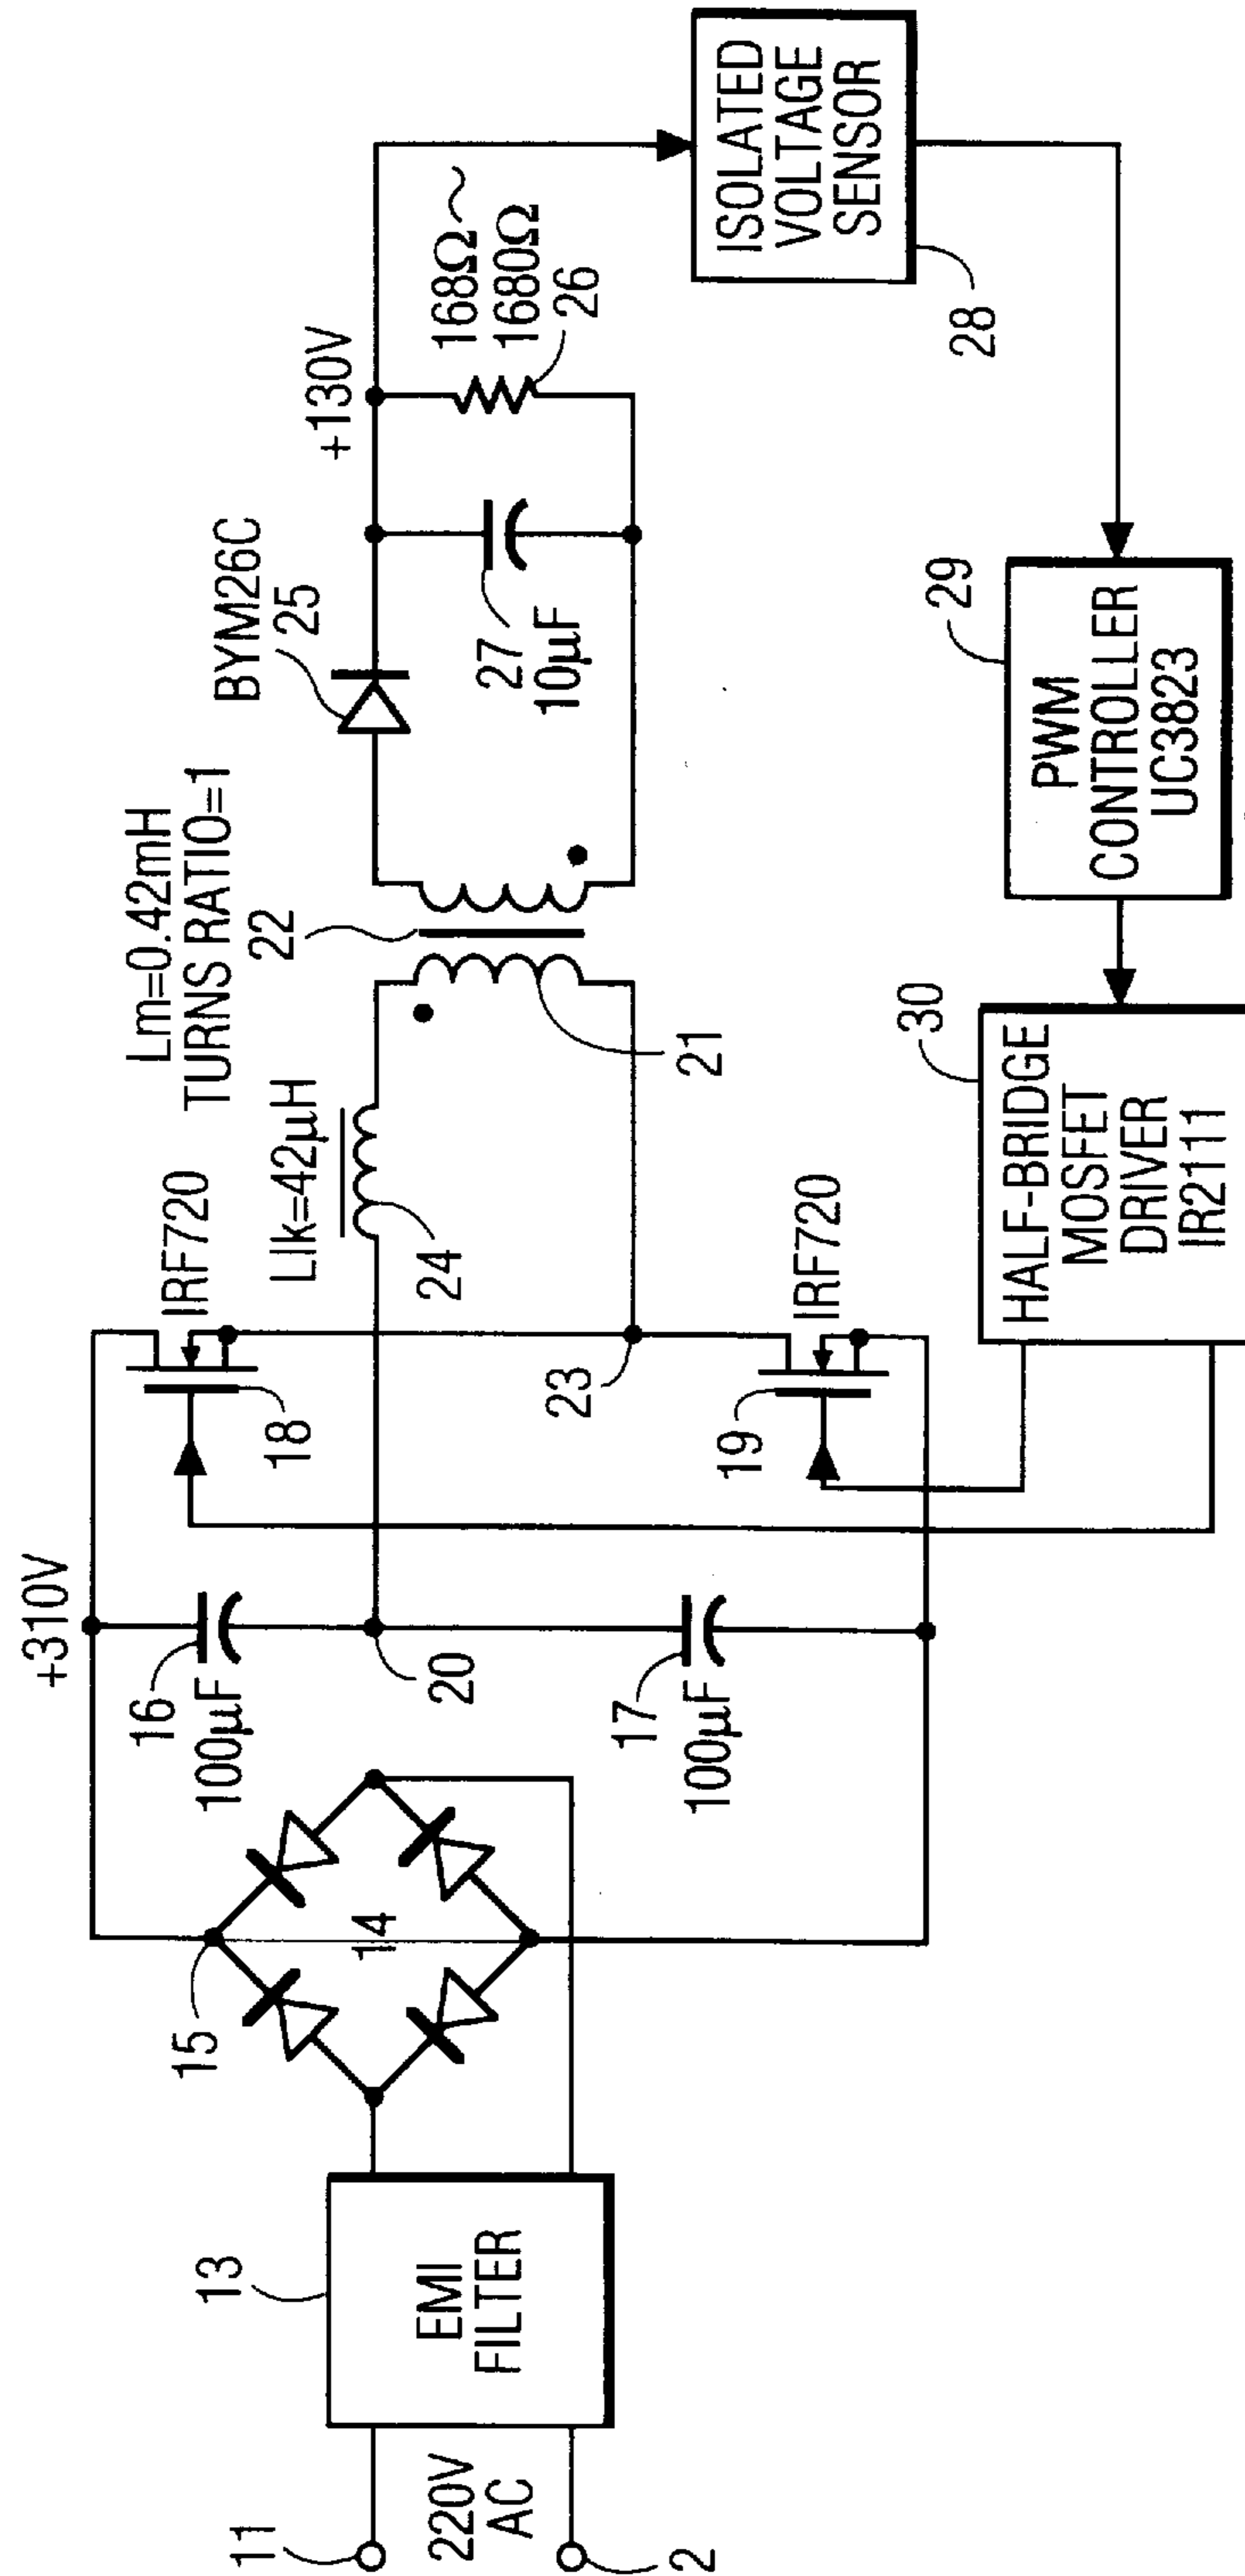 11
220V
AC
2
13
EMI
FILTER
15
14
+310V
16
100µF
20
17
100µF
18
IRF720
23
19
IRF720
Llk=42µH
24
Lm=0.42mH
TURNS RATIO=1
22
21
BYM26C
25
27
10µF
+130V
168Ω ~
1680Ω
26
ISOLATED
VOLTAGE
SENSOR
28
29
PWM
CONTROLLER
UC3823
30
HALF-BRIDGE
MOSFET
DRIVER
IR2111